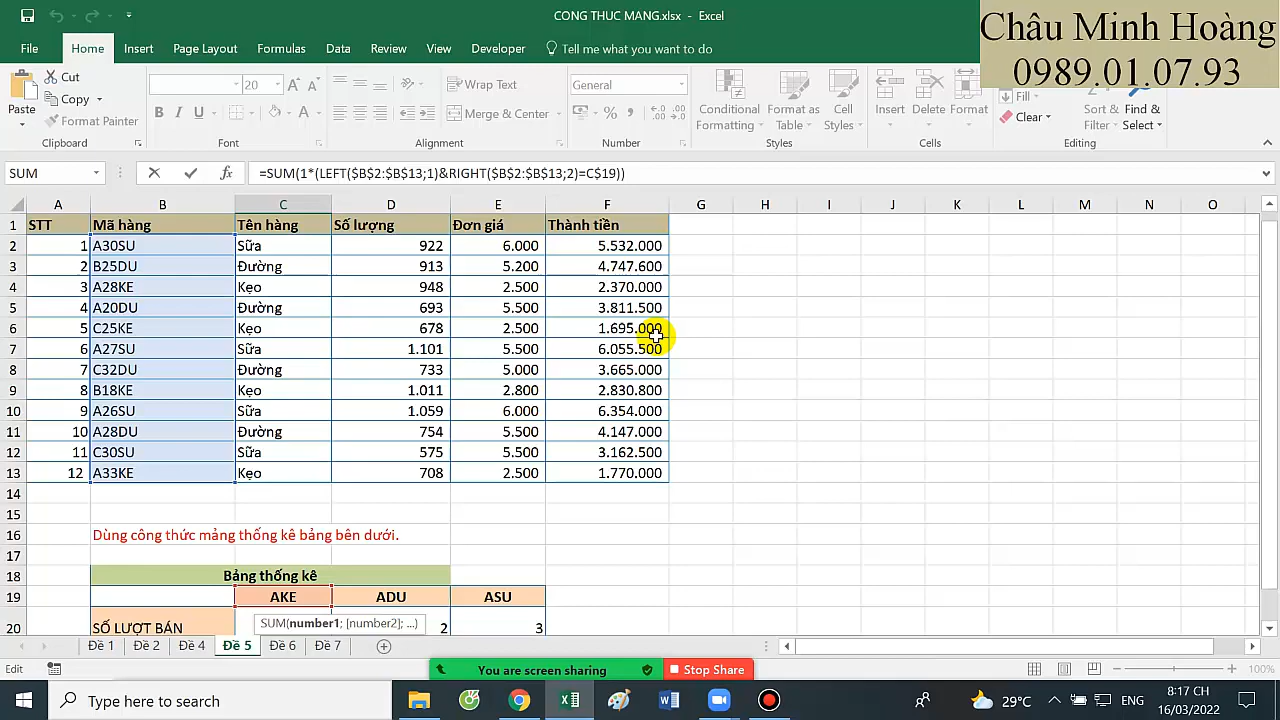 CONG THUC MANG.xlsx - Excel
Châu Minh Hoàng
0989.01.07.93
File Home Insert Page Layout Formulas Data Review View Developer Tell me what you want to do
Paste Cut Copy Format Painter
20
Wrap Text Merge & Center
General
Conditional Formatting Format as Table Cell Styles
Insert Delete Format
Fill Clear Sort & Filter Find & Select
Clipboard Font Alignment Number Styles Cells Editing
SUM =SUM(1*(LEFT($B$2:$B$13;1)&RIGHT($B$2:$B$13;2)=C$19))
A B C D E F G H I J K L M N O
1 STT Mã hàng Tên hàng Số lượng Đơn giá Thành tiền
2 1 A30SU Sữa 922 6.000 5.532.000
3 2 B25DU Đường 913 5.200 4.747.600
4 3 A28KE Kẹo 948 2.500 2.370.000
5 4 A20DU Đường 693 5.500 3.811.500
6 5 C25KE Kẹo 678 2.500 1.695.000
7 6 A27SU Sữa 1.101 5.500 6.055.500
8 7 C32DU Đường 733 5.000 3.665.000
9 8 B18KE Kẹo 1.011 2.800 2.830.800
10 9 A26SU Sữa 1.059 6.000 6.354.000
11 10 A28DU Đường 754 5.500 4.147.000
12 11 C30SU Sữa 575 5.500 3.162.500
13 12 A33KE Kẹo 708 2.500 1.770.000
14
15
16 Dùng công thức mảng thống kê bảng bên dưới.
17
18 Bảng thống kê
19 AKE ADU ASU
20 SỐ LƯỢT BÁN 2 3
SUM(number1; [number2]; ...)
Đề 1 Đề 2 Đề 4 Đề 5 Đề 6 Đề 7
Edit You are screen sharing Stop Share 100%
Type here to search 29°C ENG 8:17 CH
16/03/2022